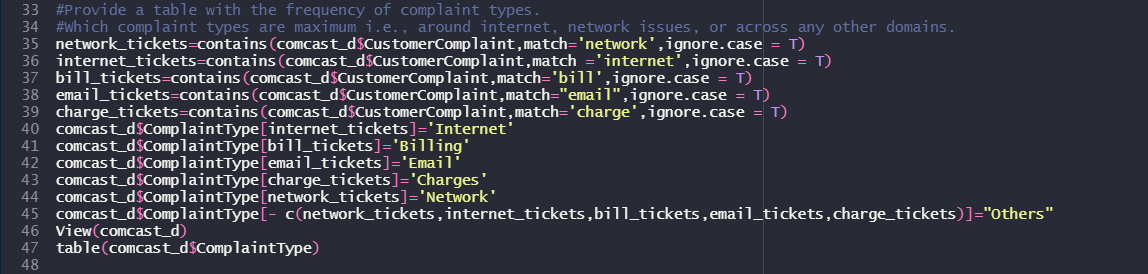 33 #Provide a table with the frequency of complaint types.
34 #Which complaint types are maximum i.e., around internet, network issues, or across any other domains.
35 network_tickets=contains(comcast_d$CustomerComplaint,match='network',ignore.case = T)
36 internet_tickets=contains(comcast_d$CustomerComplaint,match ='internet',ignore.case = T)
37 bill_tickets=contains(comcast_d$CustomerComplaint,match='bill',ignore.case = T)
38 email_tickets=contains(comcast_d$CustomerComplaint,match="email",ignore.case = T)
39 charge_tickets=contains(comcast_d$CustomerComplaint,match='charge',ignore.case = T)
40 comcast_d$ComplaintType[internet_tickets]='Internet'
41 comcast_d$ComplaintType[bill_tickets]='Billing'
42 comcast_d$ComplaintType[email_tickets]='Email'
43 comcast_d$ComplaintType[charge_tickets]='Charges'
44 comcast_d$ComplaintType[network_tickets]='Network'
45 comcast_d$ComplaintType[- c(network_tickets,internet_tickets,bill_tickets,email_tickets,charge_tickets)]="Others"
46 View(comcast_d)
47 table(comcast_d$ComplaintType)
48